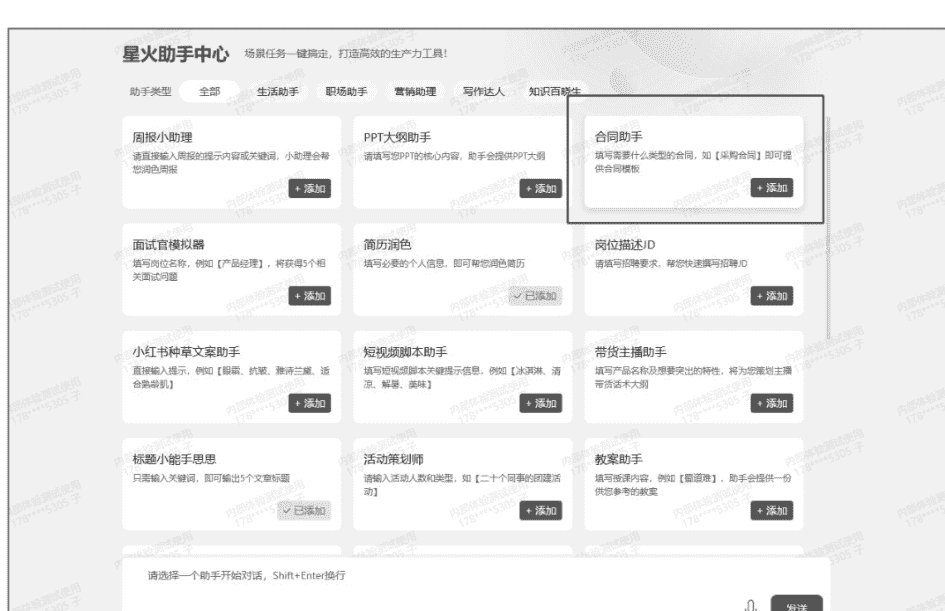 星火助手中心 场景任务一键搞定，打造高效的生产力工具！
助手类型 全部 生活助手 职场助手 营销助理 写作达人 知识百晓生
周报小助理
请直接输入周报的提示内容或关键词，小助理会帮
您润色周报
+ 添加
PPT大纲助手
请填写您PPT的核心内容，助手会提供PPT大纲
+ 添加
合同助手
填写需要什么类型的合同，如【采购合同】即可提
供合同模板
+ 添加
面试官模拟器
填写岗位名称，例如【产品经理】，将获得5个相
关面试问题
+ 添加
简历润色
填写必要的个人信息，即可帮您润色简历
✓ 已添加
岗位描述JD
请填写招聘要求，帮您快速撰写招聘JD
+ 添加
小红书种草文案助手
直接输入提示，例如【眼霜、抗皱、雅诗兰黛、适
合熟龄肌】
+ 添加
短视频脚本助手
填写短视频脚本关键提示信息，例如【冰淇淋、清
凉、解暑、美味】
+ 添加
带货主播助手
填写产品名称及想要突出的特性，将为您策划主播
带货话术大纲
+ 添加
标题小能手思思
只需输入关键词，即可输出5个文章标题
✓ 已添加
活动策划师
请输入活动人数和类型，如【二十个同事的团建活
动】
+ 添加
教案助手
填写授课内容，例如【蜀道难】，助手会提供一份
供您参考的教案
+ 添加
请选择一个助手开始对话，Shift+Enter换行
发送
内部体验测试使用
178****5305 子